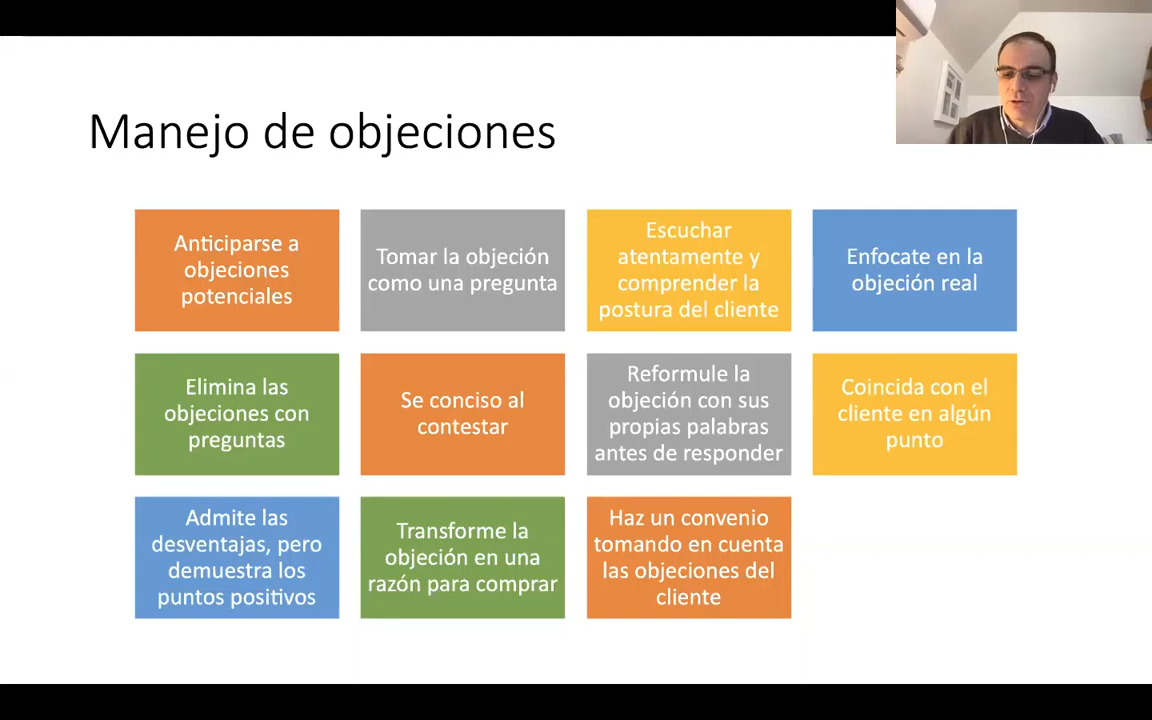 Manejo de objeciones
Anticiparse a
objeciones
potenciales
Tomar la objeción
como una pregunta
Escuchar
atentamente y
comprender la
postura del cliente
Enfocate en la
objeción real
Elimina las
objeciones con
preguntas
Se conciso al
contestar
Reformule la
objeción con sus
propias palabras
antes de responder
Coincida con el
cliente en algún
punto
Admite las
desventajas, pero
demuestra los
puntos positivos
Transforme la
objeción en una
razón para comprar
Haz un convenio
tomando en cuenta
las objeciones del
cliente